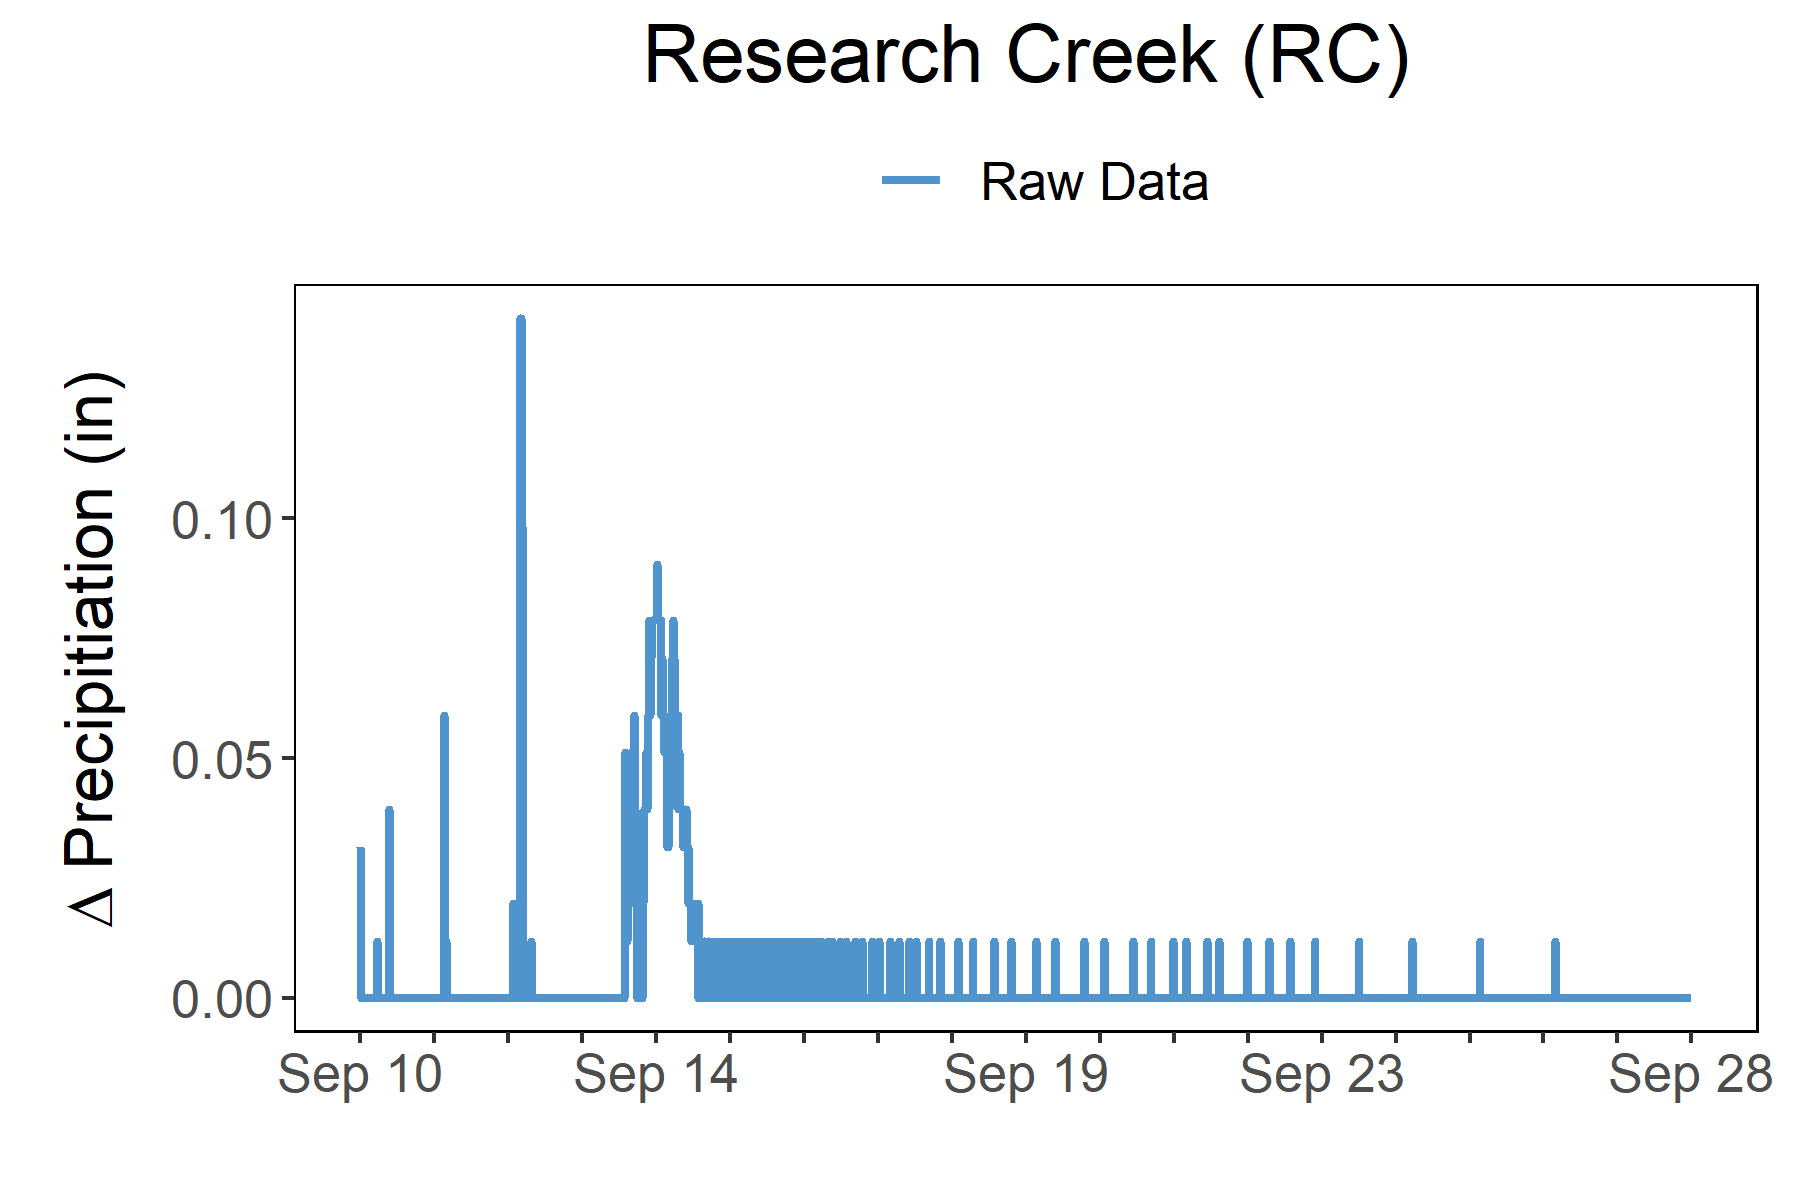 Research Creek (RC)
Raw Data
Δ Precipitiation (in)
0.10
0.05
0.00
Sep 10 Sep 14 Sep 19 Sep 23 Sep 28